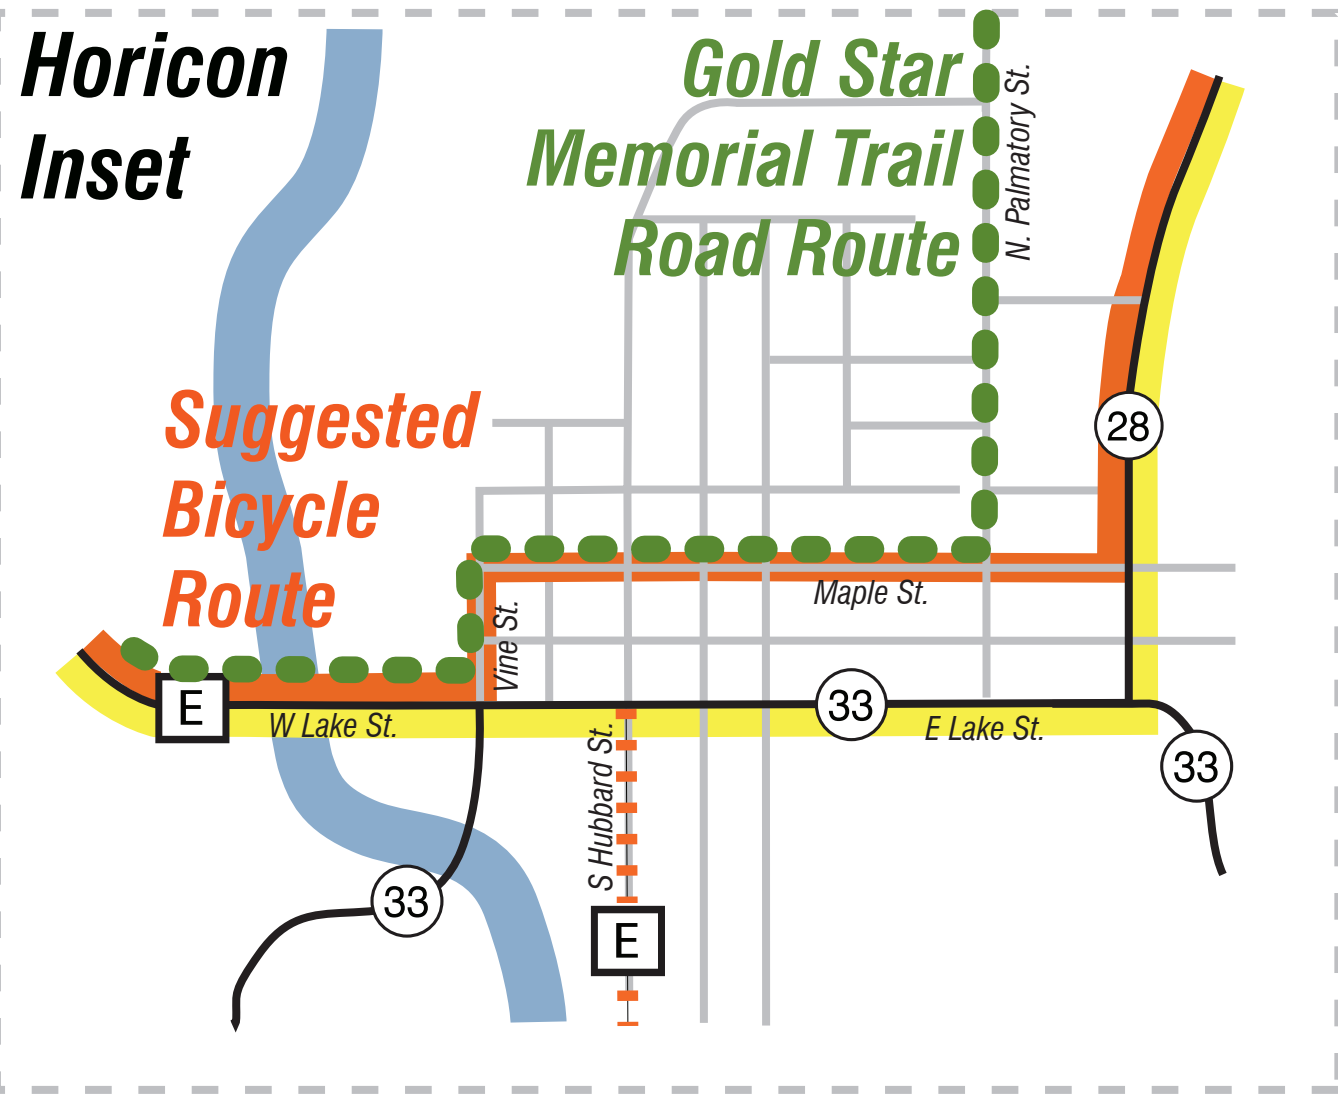 Horicon
Inset
Gold Star
Memorial Trail
Road Route
N. Palmatory St.
Suggested
Bicycle
Route
28
Maple St.
Vine St.
E
W Lake St.
33
E Lake St.
33
S Hubbard St.
33
E